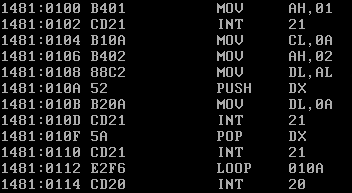 1481:0100 B401 MOV AH,01
1481:0102 CD21 INT 21
1481:0104 B10A MOV CL,0A
1481:0106 B402 MOV AH,02
1481:0108 88C2 MOV DL,AL
1481:010A 52 PUSH DX
1481:010B B20A MOV DL,0A
1481:010D CD21 INT 21
1481:010F 5A POP DX
1481:0110 CD21 INT 21
1481:0112 E2F6 LOOP 010A
1481:0114 CD20 INT 20